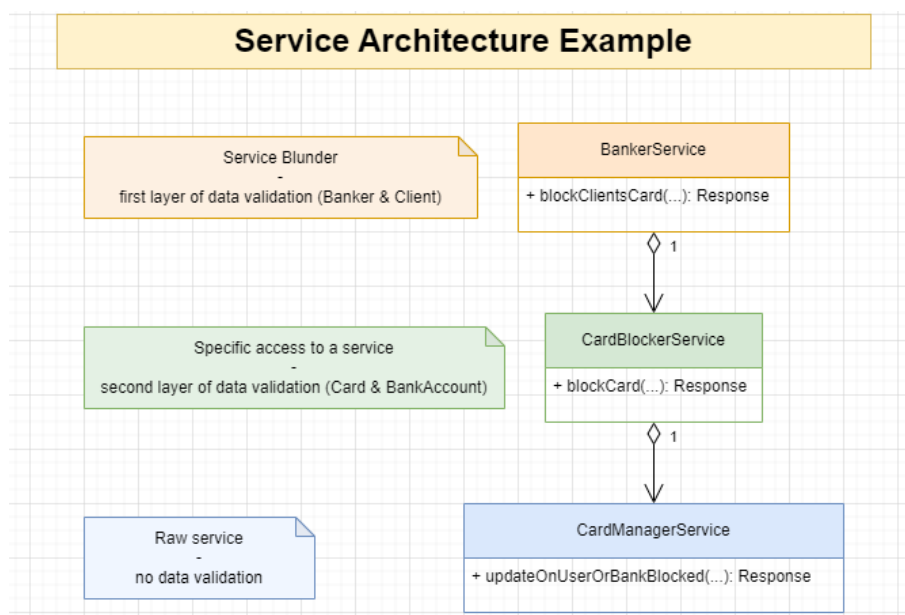 Service Architecture Example
Service Blunder
-
first layer of data validation (Banker & Client)
BankerService
+ blockClientsCard(...): Response
1
Specific access to a service
-
second layer of data validation (Card & BankAccount)
CardBlockerService
+ blockCard(...): Response
1
Raw service
-
no data validation
CardManagerService
+ updateOnUserOrBankBlocked(...): Response